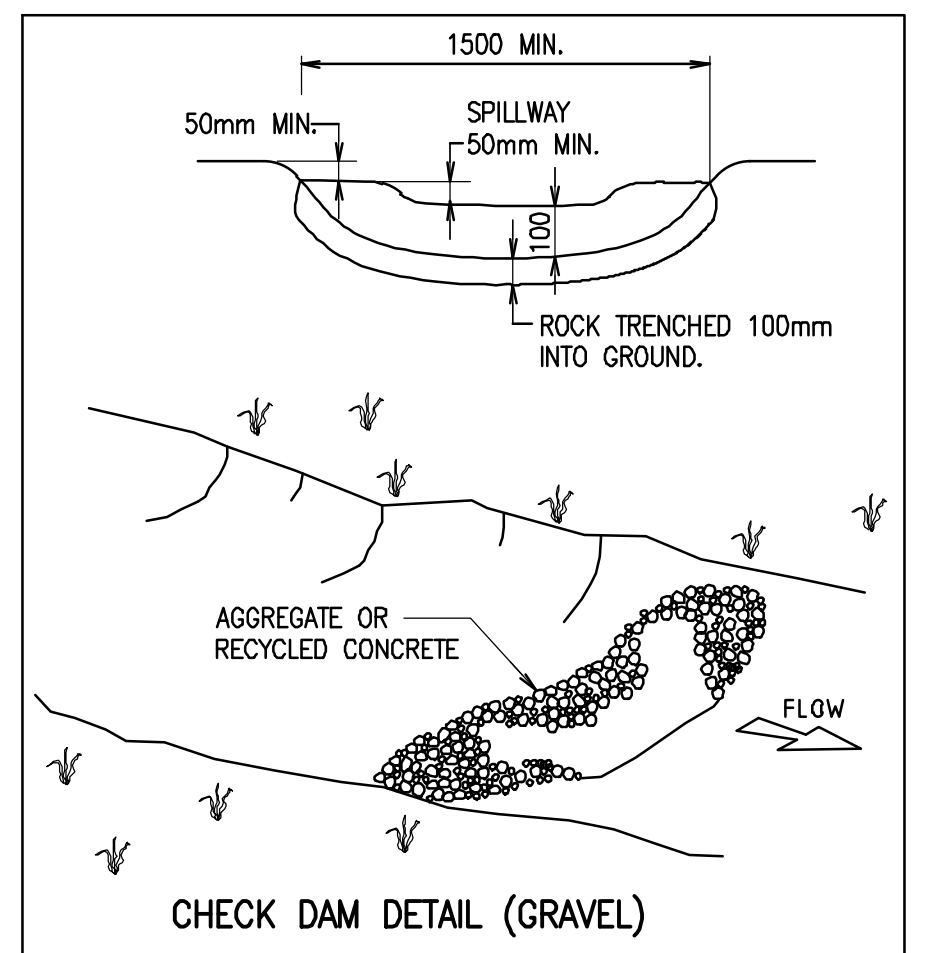 1500 MIN.
SPILLWAY
50mm MIN.
50mm MIN.
100
ROCK TRENCHED 100mm
INTO GROUND.
AGGREGATE OR
RECYCLED CONCRETE
FLOW
CHECK DAM DETAIL (GRAVEL)